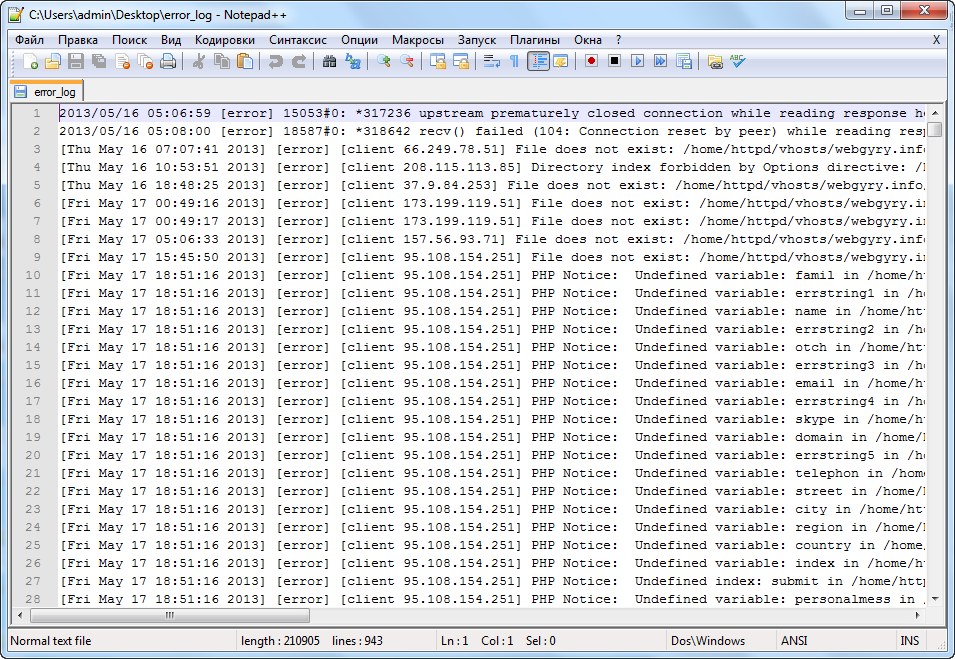 C:\Users\admin\Desktop\error_log - Notepad++
Файл Правка Поиск Вид Кодировки Синтаксис Опции Макросы Запуск Плагины Окна ? X
error_log
1 2013/05/16 05:06:59 [error] 15053#0: *317236 upstream prematurely closed connection while reading response
2 2013/05/16 05:08:00 [error] 18587#0: *318642 recv() failed (104: Connection reset by peer) while reading
3 [Thu May 16 07:07:41 2013] [error] [client 66.249.78.51] File does not exist: /home/httpd/vhosts/webgyry.inf
4 [Thu May 16 10:53:51 2013] [error] [client 208.115.113.85] Directory index forbidden by Options directive: /
5 [Thu May 16 18:48:25 2013] [error] [client 37.9.84.253] File does not exist: /home/httpd/vhosts/webgyry.info
6 [Fri May 17 00:49:16 2013] [error] [client 173.199.119.51] File does not exist: /home/httpd/vhosts/webgyry.i
7 [Fri May 17 00:49:17 2013] [error] [client 173.199.119.51] File does not exist: /home/httpd/vhosts/webgyry.i
8 [Fri May 17 05:06:33 2013] [error] [client 157.56.93.71] File does not exist: /home/httpd/vhosts/webgyry.inf
9 [Fri May 17 15:45:50 2013] [error] [client 95.108.154.251] File does not exist: /home/httpd/vhosts/webgyry.i
10 [Fri May 17 18:51:16 2013] [error] [client 95.108.154.251] PHP Notice:  Undefined variable: famil in /home/h
11 [Fri May 17 18:51:16 2013] [error] [client 95.108.154.251] PHP Notice:  Undefined variable: errstring1 in /h
12 [Fri May 17 18:51:16 2013] [error] [client 95.108.154.251] PHP Notice:  Undefined variable: name in /home/ht
13 [Fri May 17 18:51:16 2013] [error] [client 95.108.154.251] PHP Notice:  Undefined variable: errstring2 in /h
14 [Fri May 17 18:51:16 2013] [error] [client 95.108.154.251] PHP Notice:  Undefined variable: otch in /home/ht
15 [Fri May 17 18:51:16 2013] [error] [client 95.108.154.251] PHP Notice:  Undefined variable: errstring3 in /h
16 [Fri May 17 18:51:16 2013] [error] [client 95.108.154.251] PHP Notice:  Undefined variable: email in /home/h
17 [Fri May 17 18:51:16 2013] [error] [client 95.108.154.251] PHP Notice:  Undefined variable: errstring4 in /h
18 [Fri May 17 18:51:16 2013] [error] [client 95.108.154.251] PHP Notice:  Undefined variable: skype in /home/h
19 [Fri May 17 18:51:16 2013] [error] [client 95.108.154.251] PHP Notice:  Undefined variable: domain in /home/
20 [Fri May 17 18:51:16 2013] [error] [client 95.108.154.251] PHP Notice:  Undefined variable: errstring5 in /h
21 [Fri May 17 18:51:16 2013] [error] [client 95.108.154.251] PHP Notice:  Undefined variable: telephon in /hom
22 [Fri May 17 18:51:16 2013] [error] [client 95.108.154.251] PHP Notice:  Undefined variable: street in /home/
23 [Fri May 17 18:51:16 2013] [error] [client 95.108.154.251] PHP Notice:  Undefined variable: city in /home/ht
24 [Fri May 17 18:51:16 2013] [error] [client 95.108.154.251] PHP Notice:  Undefined variable: region in /home/
25 [Fri May 17 18:51:16 2013] [error] [client 95.108.154.251] PHP Notice:  Undefined variable: country in /home
26 [Fri May 17 18:51:16 2013] [error] [client 95.108.154.251] PHP Notice:  Undefined variable: index in /home/h
27 [Fri May 17 18:51:16 2013] [error] [client 95.108.154.251] PHP Notice:  Undefined index: submit in /home/htt
28 [Fri May 17 18:51:16 2013] [error] [client 95.108.154.251] PHP Notice:  Undefined variable: personalmess in
Normal text file length : 210905 lines : 943 Ln : 1 Col : 1 Sel : 0 Dos\Windows ANSI INS